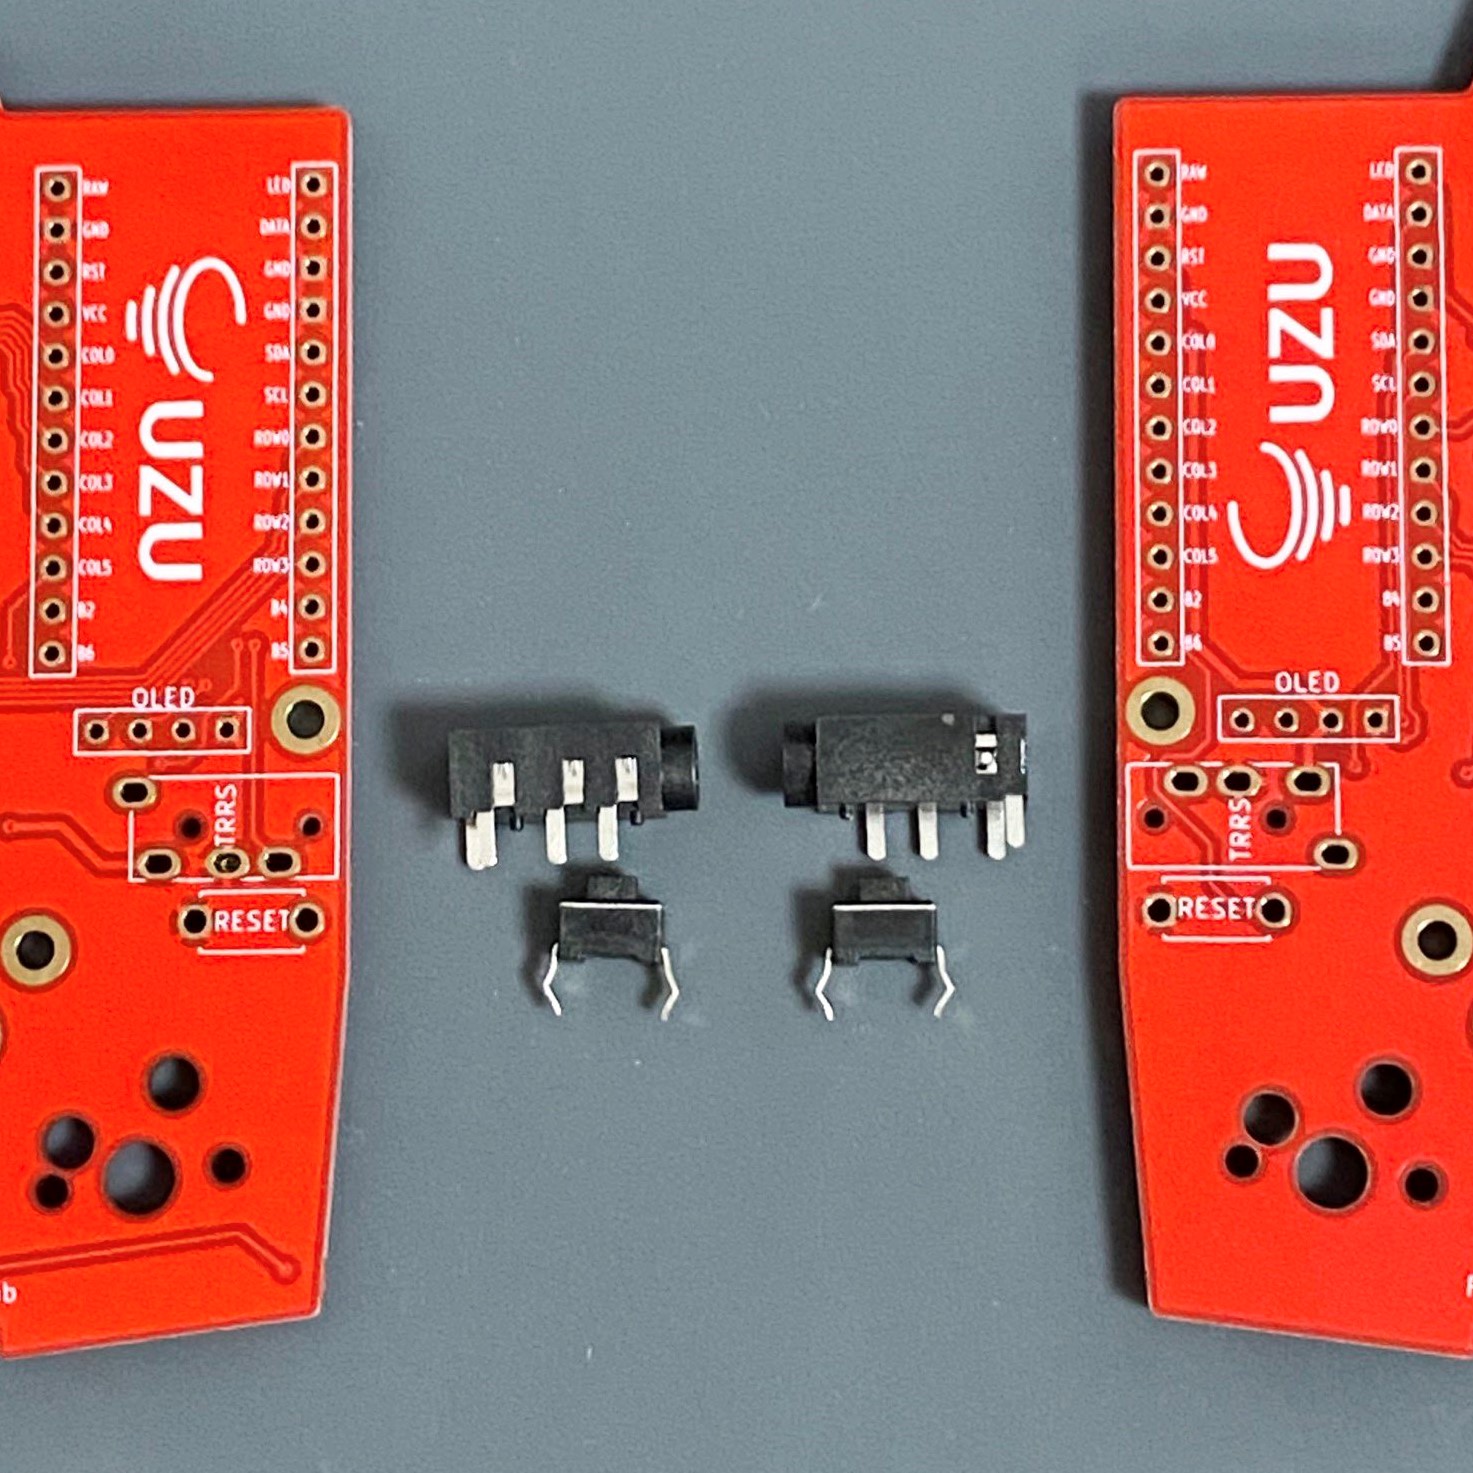 RAW
GND
RST
VCC
COL0
COL1
COL2
COL3
COL4
COL5
B2
B6
UZU
LED
DATA
GND
GND
SDA
SCL
ROW0
ROW1
ROW2
ROW3
B4
B5
OLED
TRRS
RESET
RAW
GND
RST
VCC
COL0
COL1
COL2
COL3
COL4
COL5
B2
B6
UZU
LED
DATA
GND
GND
SDA
SCL
ROW0
ROW1
ROW2
ROW3
B4
B5
OLED
TRRS
RESET